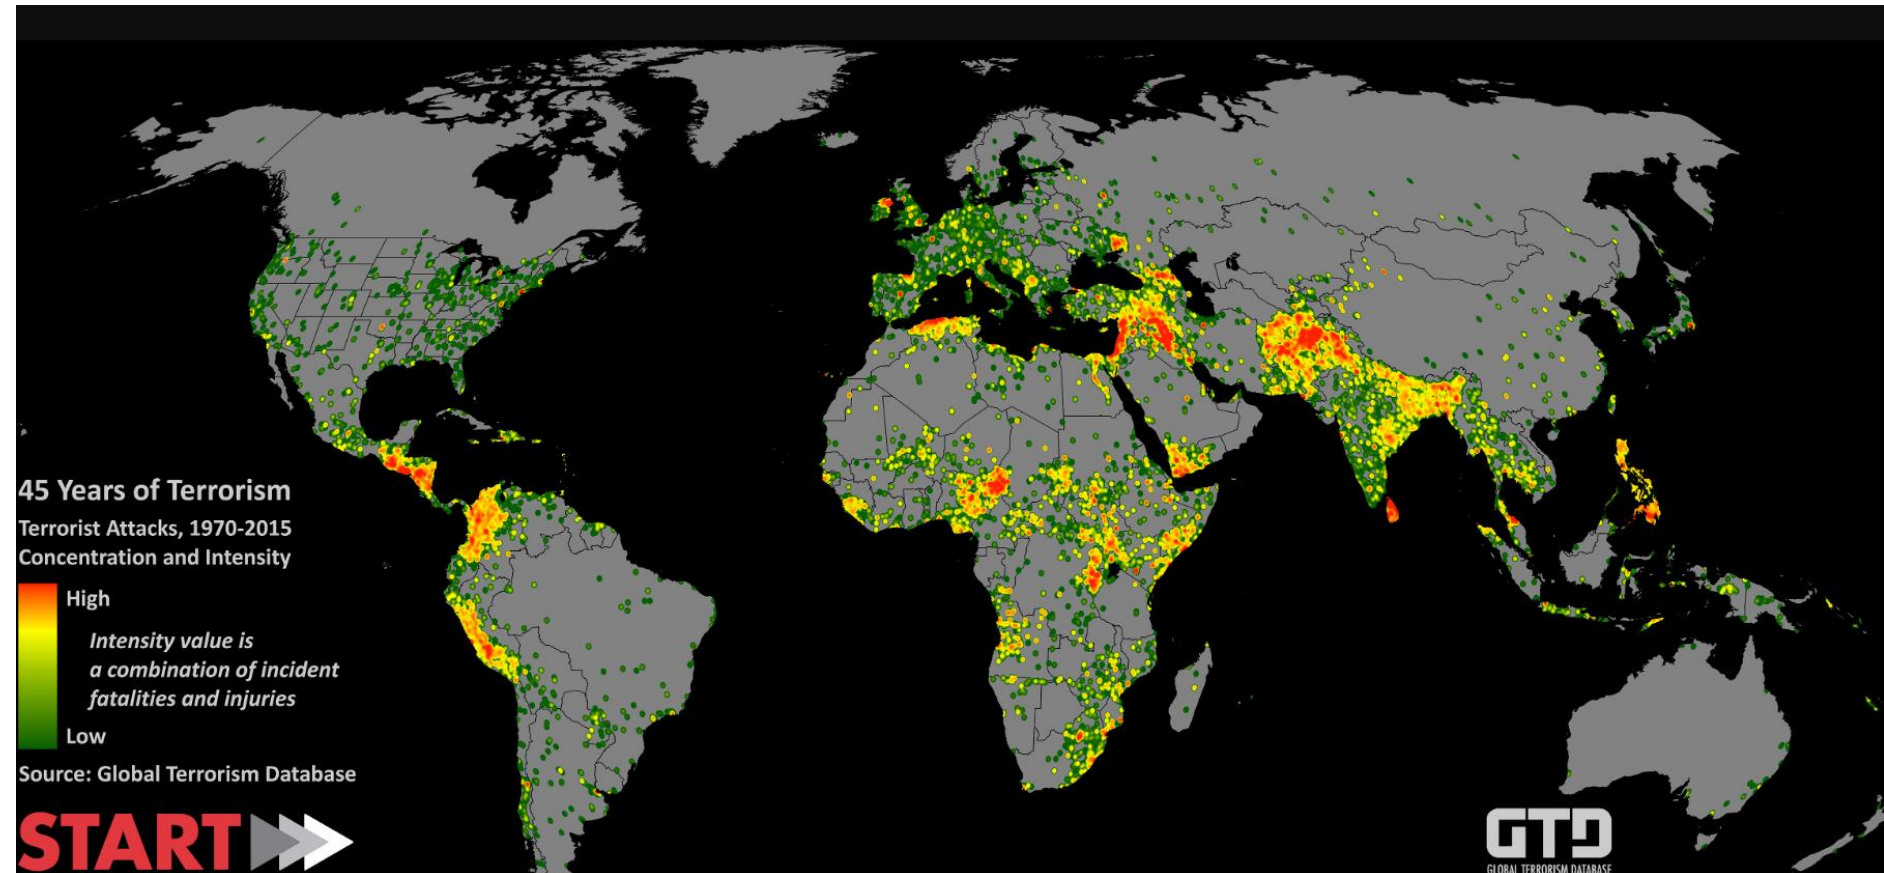 45 Years of Terrorism
Terrorist Attacks, 1970-2015
Concentration and Intensity
High
Intensity value is
a combination of incident
fatalities and injuries
Low
Source: Global Terrorism Database
START
GTD
GLOBAL TERRORISM DATABASE